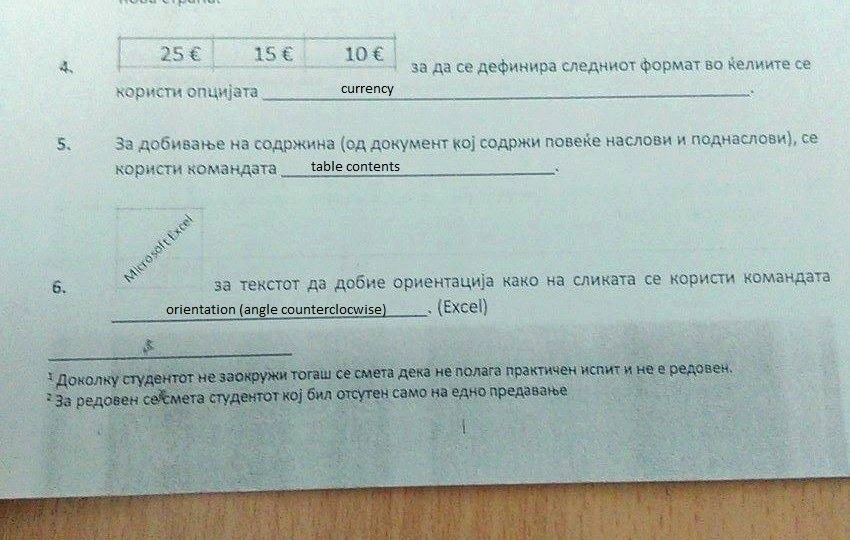 нова страна.
25 € 15 € 10 €
4. за да се дефинира следниот формат во ќелиите се
користи опцијата currency.
5. За добивање на содржина (од документ кој содржи повеќе наслови и поднаслови), се
користи командата table contents.
Microsoft Excel
6. за текстот да добие ориентација како на сликата се користи командата
orientation (angle counterclocwise). (Excel)
¹ Доколку студентот не заокружи тогаш се смета дека не полага практичен испит и не е редовен.
² За редовен се смета студентот кој бил отсутен само на едно предавање